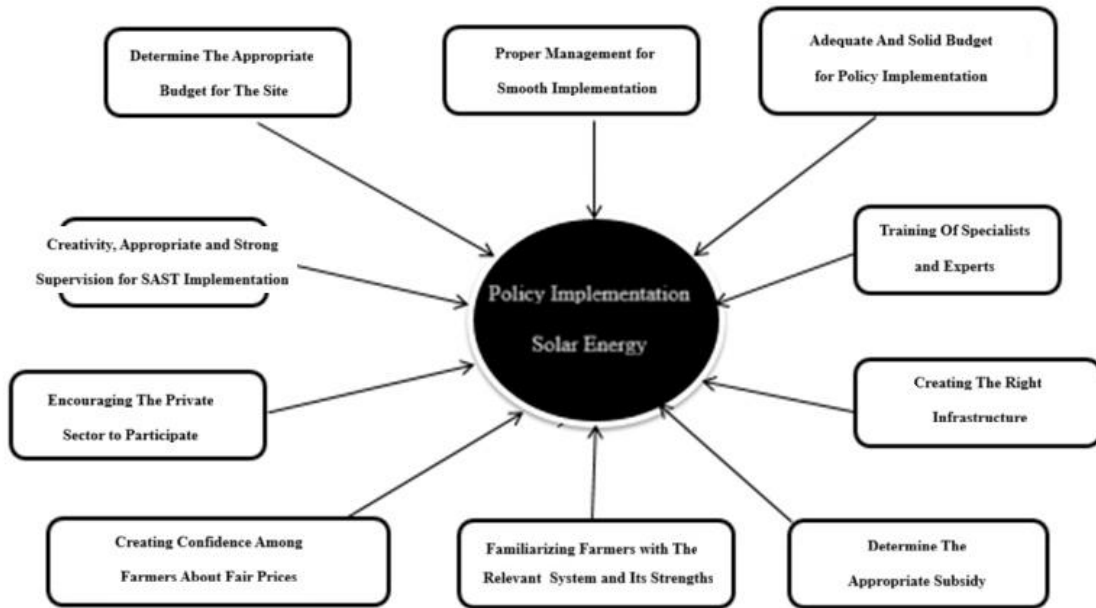 Determine The Appropriate
Budget for The Site
Proper Management for
Smooth Implementation
Adequate And Solid Budget
for Policy Implementation
Creativity, Appropriate and Strong
Supervision for SAST Implementation
Training Of Specialists
and Experts
Policy Implementation
Solar Energy
Encouraging The Private
Sector to Participate
Creating The Right
Infrastructure
Creating Confidence Among
Farmers About Fair Prices
Familiarizing Farmers with The
Relevant System and Its Strengths
Determine The
Appropriate Subsidy